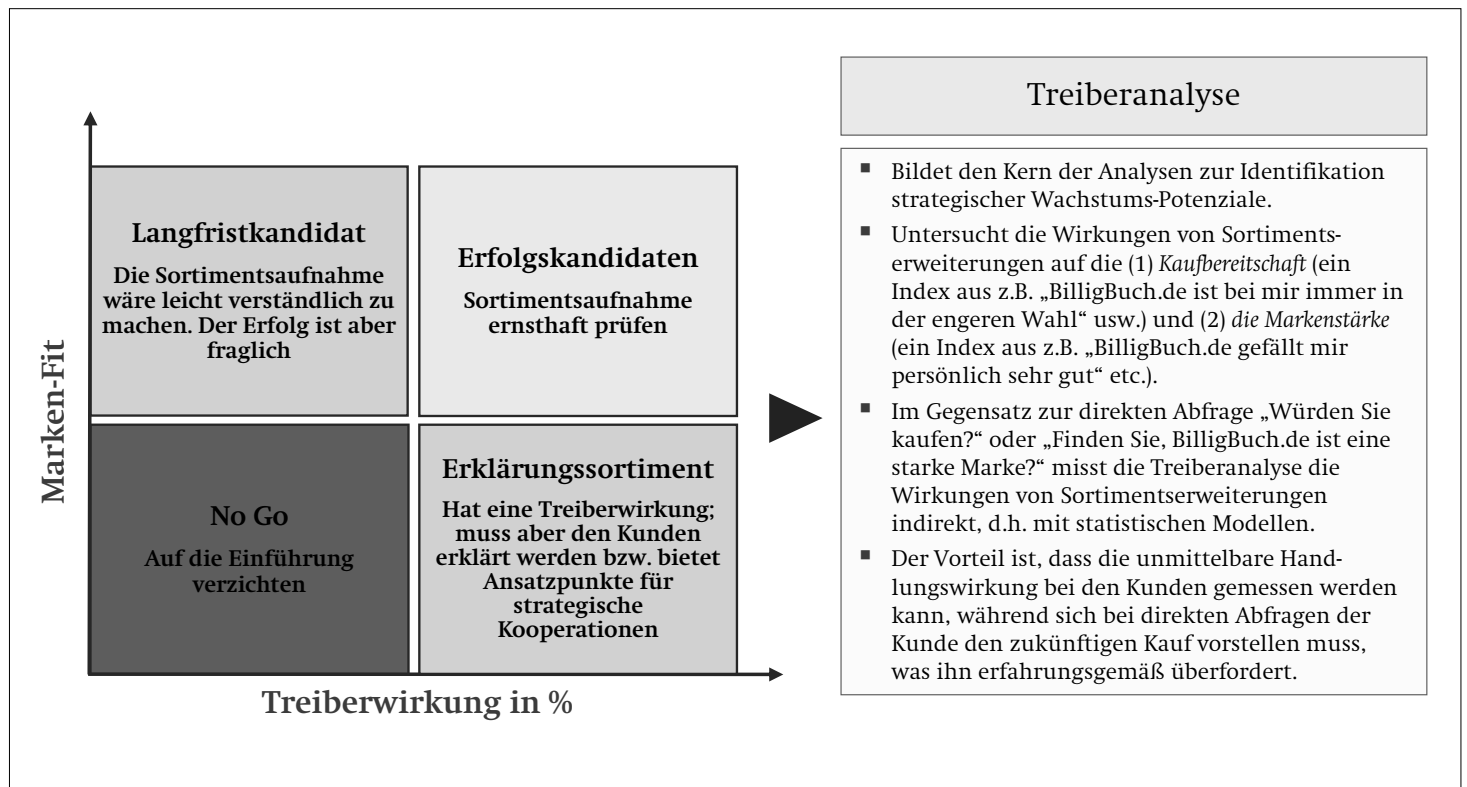 Treiberanalyse
Marken-Fit
Langfristkandidat
Die Sortimentsaufnahme
wäre leicht verständlich zu
machen. Der Erfolg ist aber
fraglich
Erfolgskandidaten
Sortimentsaufnahme
ernsthaft prüfen
No Go
Auf die Einführung
verzichten
Erklärungssortiment
Hat eine Treiberwirkung;
muss aber den Kunden
erklärt werden bzw. bietet
Ansatzpunkte für
strategische
Kooperationen
Treiberwirkung in %
▪ Bildet den Kern der Analysen zur Identifikation
strategischer Wachstums-Potenziale.
▪ Untersucht die Wirkungen von Sortiments-
erweiterungen auf die (1) Kaufbereitschaft (ein
Index aus z.B. „BilligBuch.de ist bei mir immer in
der engeren Wahl“ usw.) und (2) die Markenstärke
(ein Index aus z.B. „BilligBuch.de gefällt mir
persönlich sehr gut“ etc.).
▪ Im Gegensatz zur direkten Abfrage „Würden Sie
kaufen?“ oder „Finden Sie, BilligBuch.de ist eine
starke Marke?“ misst die Treiberanalyse die
Wirkungen von Sortimentserweiterungen
indirekt, d.h. mit statistischen Modellen.
▪ Der Vorteil ist, dass die unmittelbare Hand-
lungswirkung bei den Kunden gemessen werden
kann, während sich bei direkten Abfragen der
Kunde den zukünftigen Kauf vorstellen muss,
was ihn erfahrungsgemäß überfordert.